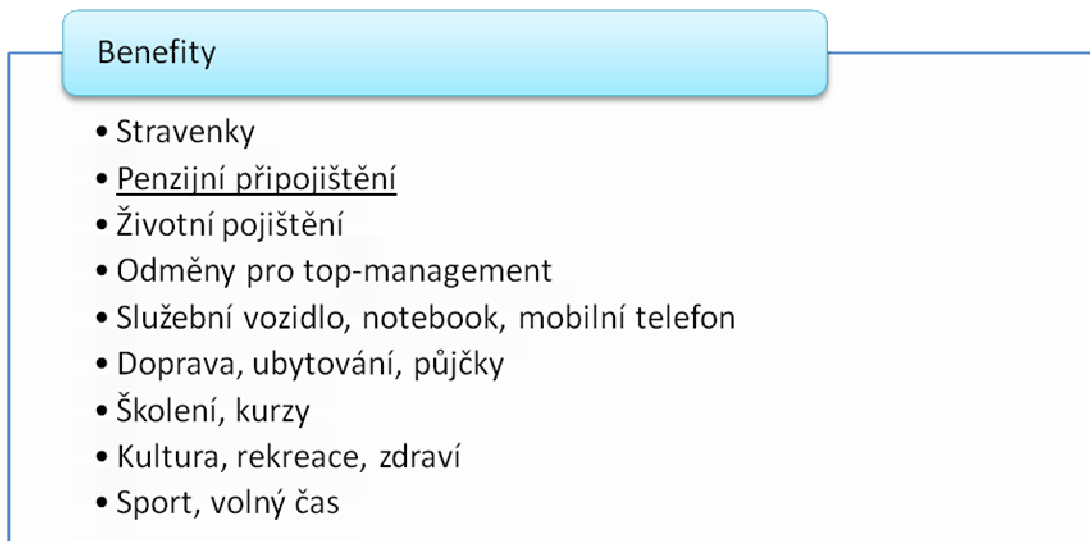 Benefity
• Stravenky
• Penzijní připojištění
• Životní pojištění
• Odměny pro top-management
• Služební vozidlo, notebook, mobilní telefon
• Doprava, ubytování, půjčky
• Školení, kurzy
• Kultura, rekreace, zdraví
• Sport, volný čas